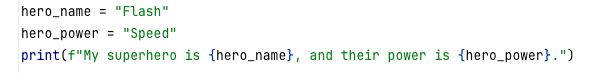 hero_name = "Flash"
hero_power = "Speed"
print(f"My superhero is {hero_name}, and their power is {hero_power}.")